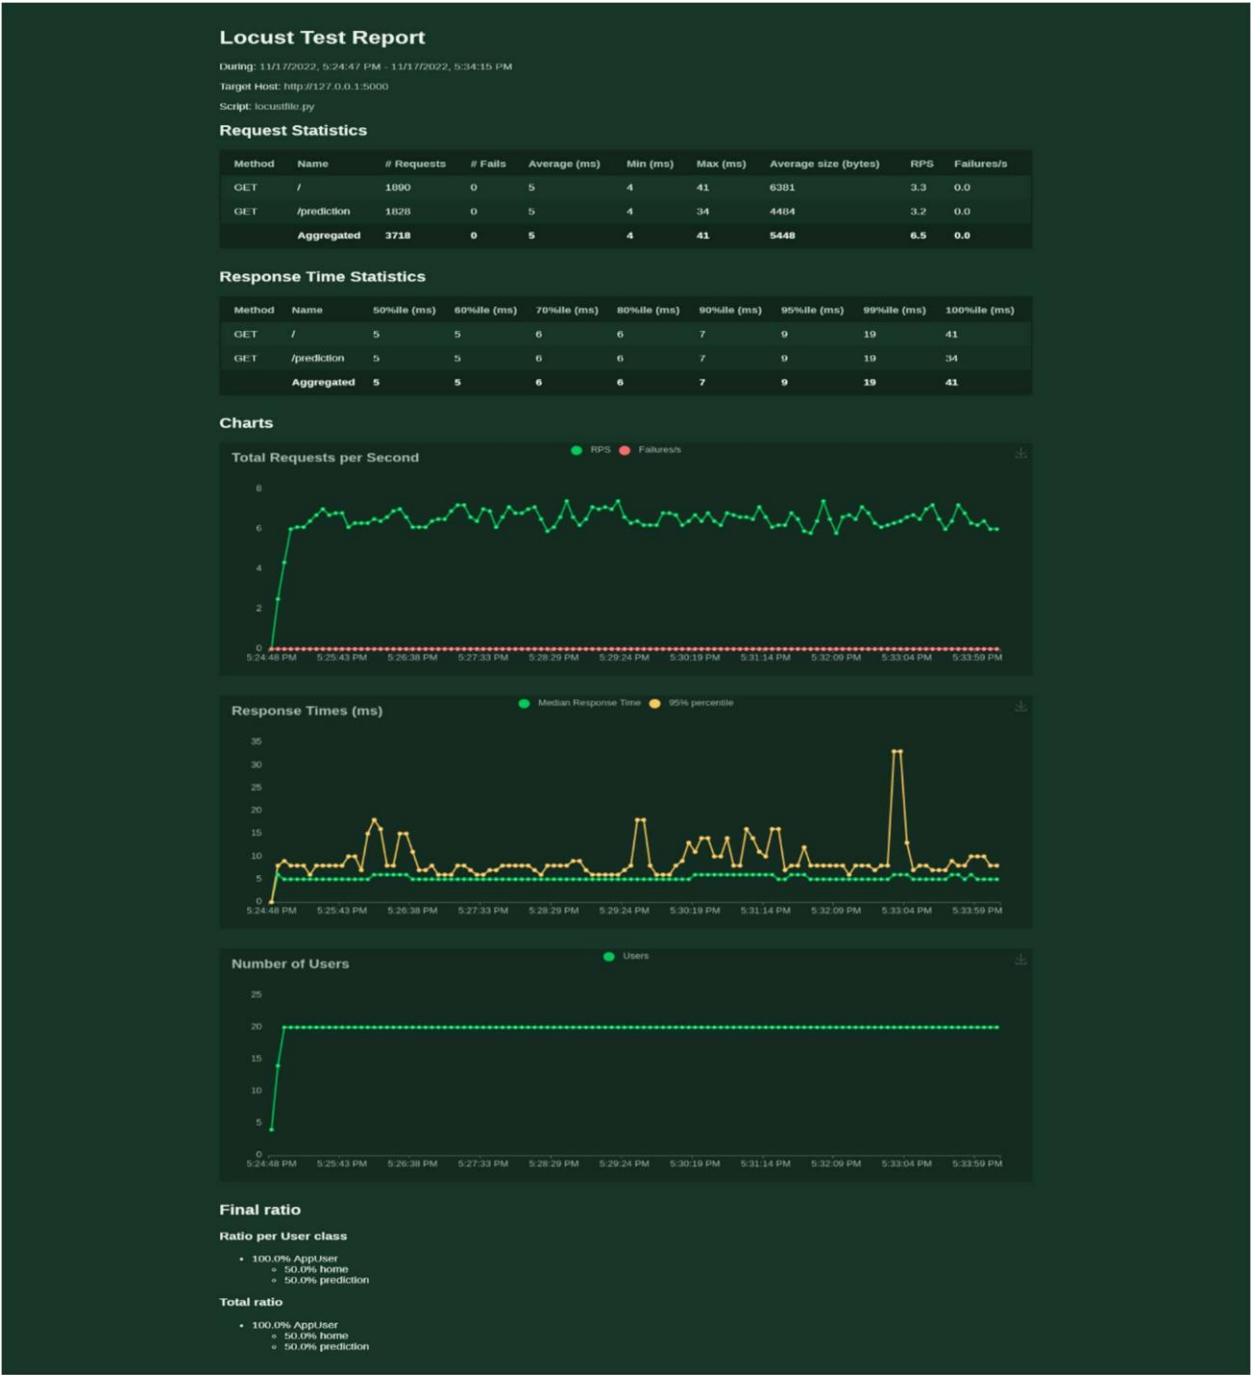 Locust Test Report
During: 11/17/2022, 5:24:47 PM - 11/17/2022, 5:34:15 PM
Target Host: http://127.0.0.1:5000
Script: locustfile.py
Request Statistics
Method Name # Requests # Fails Average (ms) Min (ms) Max (ms) Average size (bytes) RPS Failures/s
GET / 1890 0 5 4 41 6381 3.3 0.0
GET /prediction 1828 0 5 4 34 4484 3.2 0.0
Aggregated 3718 0 5 4 41 5448 6.5 0.0
Response Time Statistics
Method Name 50%ile (ms) 60%ile (ms) 70%ile (ms) 80%ile (ms) 90%ile (ms) 95%ile (ms) 99%ile (ms) 100%ile (ms)
GET / 5 5 6 6 7 9 19 41
GET /prediction 5 5 6 6 7 9 19 34
Aggregated 5 5 6 6 7 9 19 41
Charts
Total Requests per Second
RPS Failures/s
8
6
4
2
0
5:24:48 PM 5:25:43 PM 5:26:38 PM 5:27:33 PM 5:28:29 PM 5:29:24 PM 5:30:19 PM 5:31:14 PM 5:32:09 PM 5:33:04 PM 5:33:59 PM
Response Times (ms)
Median Response Time 95% percentile
35
30
25
20
15
10
5
0
5:24:48 PM 5:25:43 PM 5:26:38 PM 5:27:33 PM 5:28:29 PM 5:29:24 PM 5:30:19 PM 5:31:14 PM 5:32:09 PM 5:33:04 PM 5:33:59 PM
Number of Users
Users
25
20
15
10
5
0
5:24:48 PM 5:25:43 PM 5:26:38 PM 5:27:33 PM 5:28:29 PM 5:29:24 PM 5:30:19 PM 5:31:14 PM 5:32:09 PM 5:33:04 PM 5:33:59 PM
Final ratio
Ratio per User class
• 100.0% AppUser
◦ 50.0% home
◦ 50.0% prediction
Total ratio
• 100.0% AppUser
◦ 50.0% home
◦ 50.0% prediction